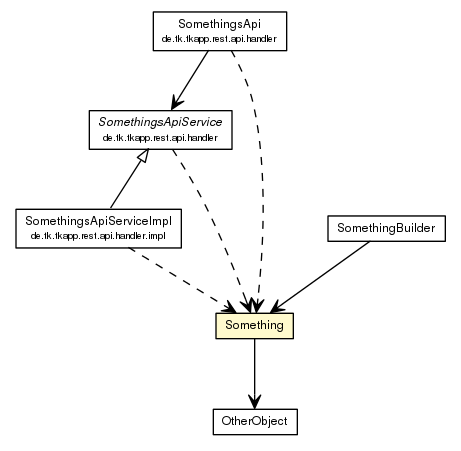 SomethingsApi
de.tk.tkapp.rest.api.handler
SomethingsApiService
de.tk.tkapp.rest.api.handler
SomethingsApiServiceImpl
de.tk.tkapp.rest.api.handler.impl
SomethingBuilder
Something
OtherObject